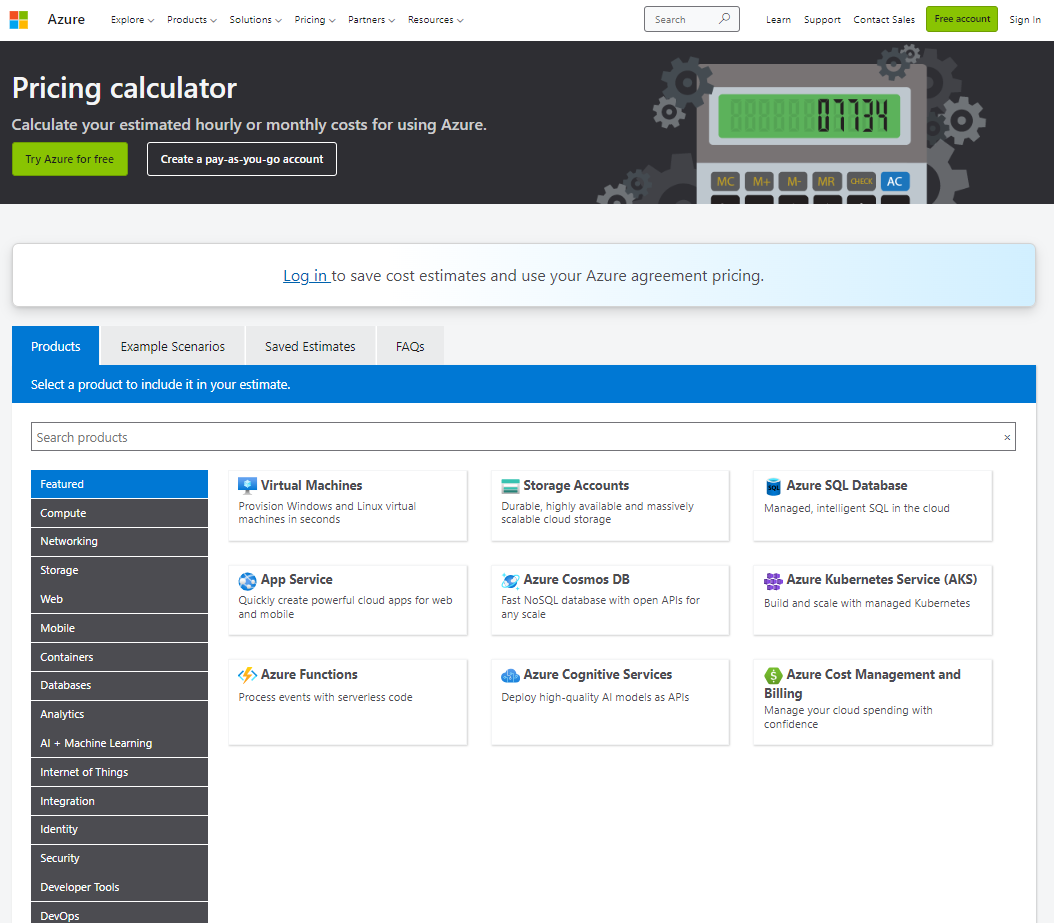 Azure
Explore
Products
Solutions
Pricing
Partners
Resources
Search
Learn
Support
Contact Sales
Free account
Sign In
Pricing calculator
Calculate your estimated hourly or monthly costs for using Azure.
Try Azure for free
Create a pay-as-you-go account
07734
MC
M+
M-
MR
CHECK
AC
Log in to save cost estimates and use your Azure agreement pricing.
Products
Example Scenarios
Saved Estimates
FAQs
Select a product to include it in your estimate.
Search products
×
Featured
Compute
Networking
Storage
Web
Mobile
Containers
Databases
Analytics
AI + Machine Learning
Internet of Things
Integration
Identity
Security
Developer Tools
DevOps
Virtual Machines
Provision Windows and Linux virtual
machines in seconds
Storage Accounts
Durable, highly available and massively
scalable cloud storage
SQL
Azure SQL Database
Managed, intelligent SQL in the cloud
App Service
Quickly create powerful cloud apps for web
and mobile
Azure Cosmos DB
Fast NoSQL database with open APIs for
any scale
Azure Kubernetes Service (AKS)
Build and scale with managed Kubernetes
Azure Functions
Process events with serverless code
Azure Cognitive Services
Deploy high-quality AI models as APIs
$
Azure Cost Management and
Billing
Manage your cloud spending with
confidence